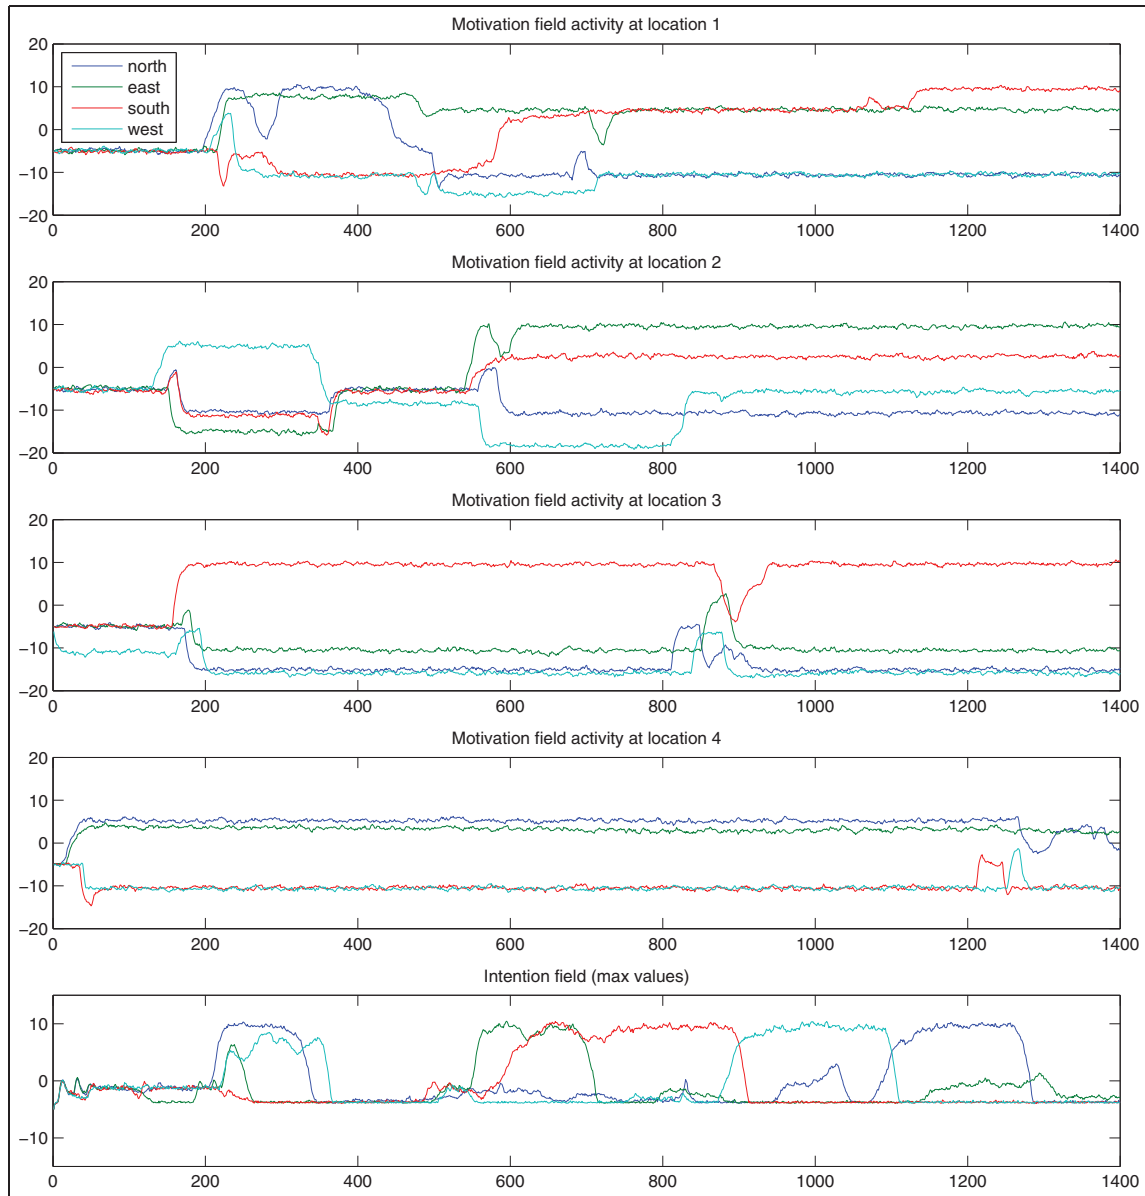 Motivation field activity at location 1
20
10
0
−10
−20
north
east
south
west
0 200 400 600 800 1000 1200 1400
Motivation field activity at location 2
20
10
0
−10
−20
0 200 400 600 800 1000 1200 1400
Motivation field activity at location 3
20
10
0
−10
−20
0 200 400 600 800 1000 1200 1400
Motivation field activity at location 4
20
10
0
−10
−20
0 200 400 600 800 1000 1200 1400
Intention field (max values)
10
0
−10
0 200 400 600 800 1000 1200 1400